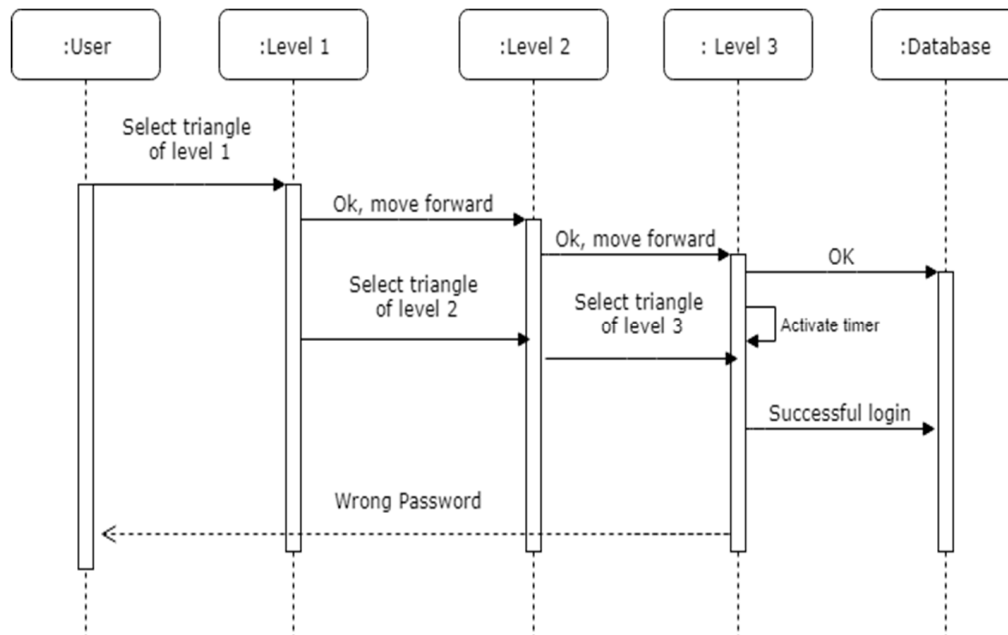 :User
:Level 1
:Level 2
: Level 3
:Database
Select triangle
of level 1
Ok, move forward
Ok, move forward
OK
Select triangle
of level 2
Select triangle
of level 3
Activate timer
Successful login
Wrong Password